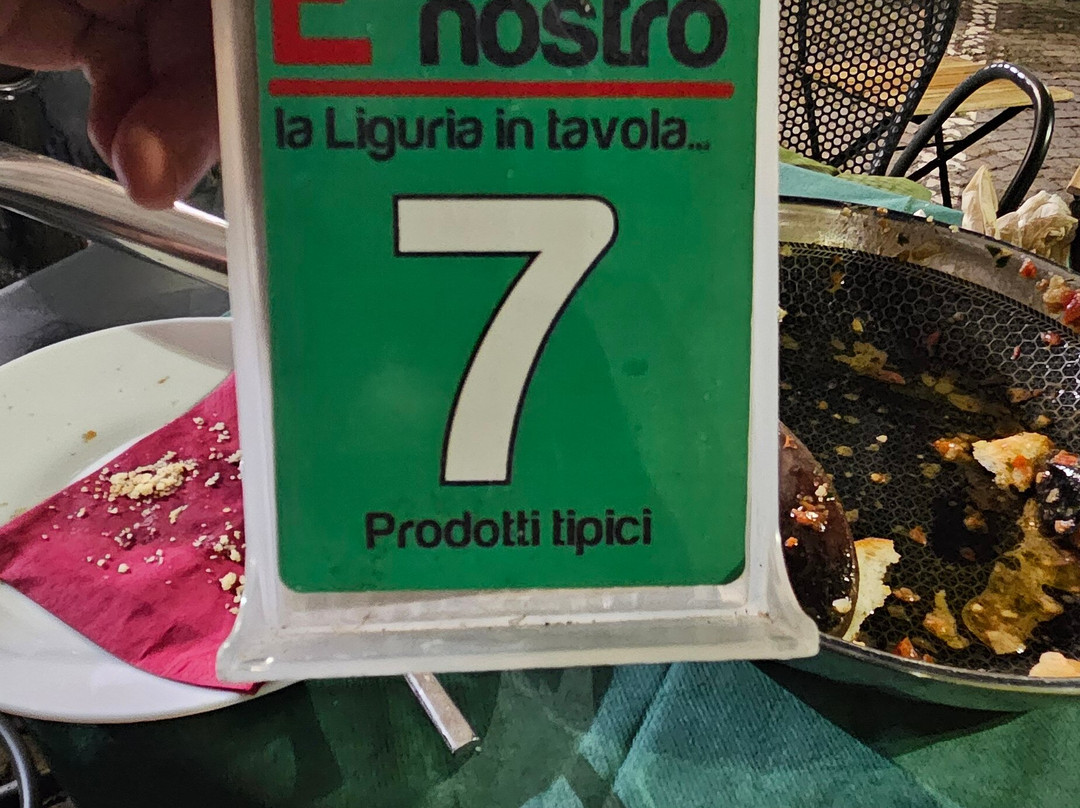 E nostro
la Liguria in tavola...
7
Prodotti tipici